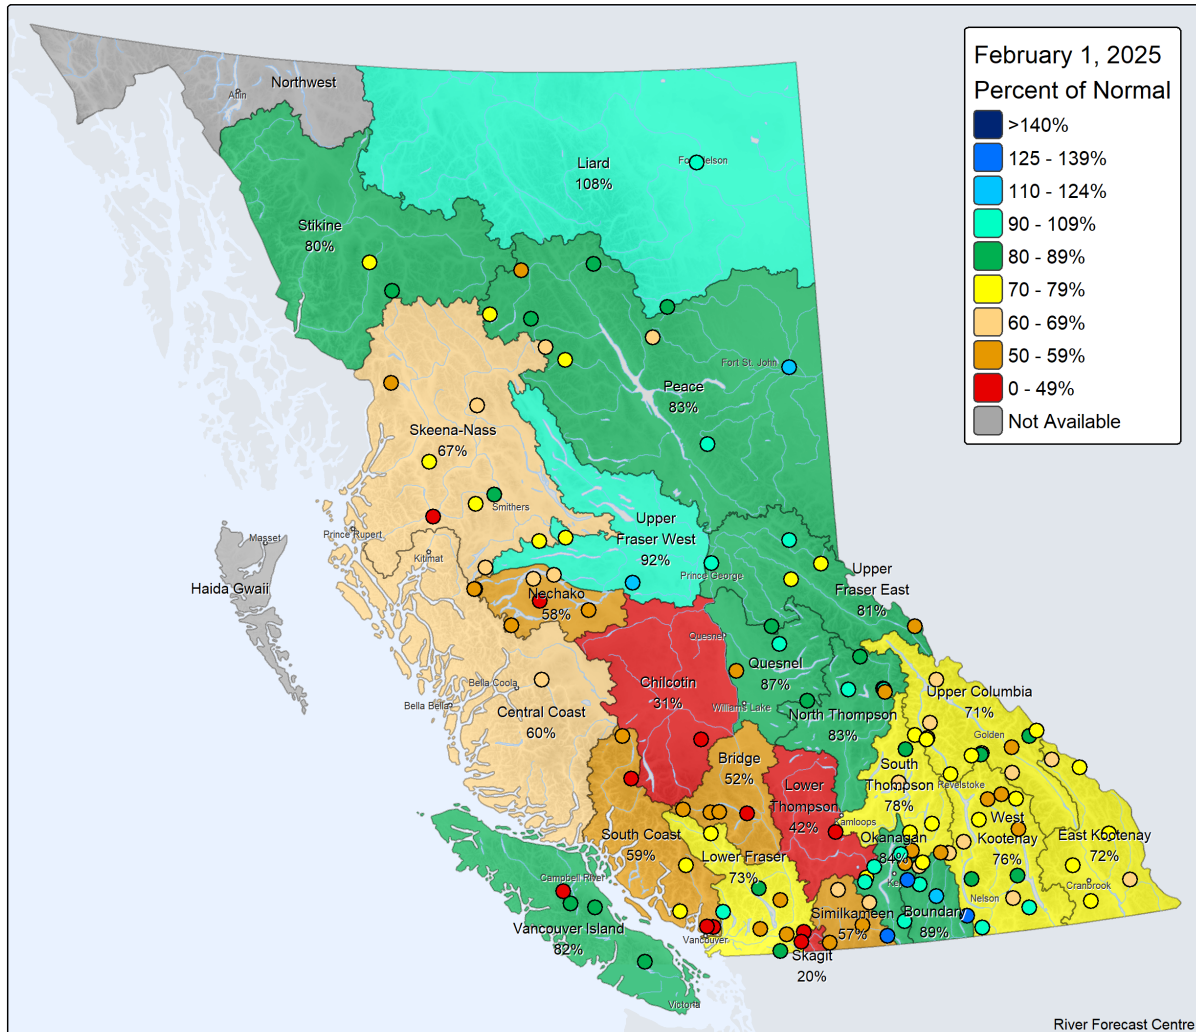 February 1, 2025
Percent of Normal
>140%
125 - 139%
110 - 124%
90 - 109%
80 - 89%
70 - 79%
60 - 69%
50 - 59%
0 - 49%
Not Available
Northwest
Atlin
Liard
108%
Fort Nelson
Stikine
80%
Fort St. John
Peace
83%
Skeena-Nass
67%
Smithers
Prince Rupert
Kitimat
Upper
Fraser West
92%
Prince George
Masset
Haida Gwaii
Nechako
58%
Upper
Fraser East
81%
Quesnel
Quesnel
87%
Chilcotin
31%
Williams Lake
Bella Coola
Bella Bella
Central Coast
60%
North Thompson
83%
Upper Columbia
71%
Golden
Bridge
52%
South
Thompson
78%
Revelstoke
Lower
Thompson
42%
Kamloops
West
Kootenay
76%
East Kootenay
72%
Cranbrook
Okanagan
84%
South Coast
59%
Lower Fraser
73%
Campbell River
Vancouver Island
82%
Nelson
Similkameen
57%
Boundary
89%
Vancouver
Skagit
20%
Victoria
River Forecast Centre